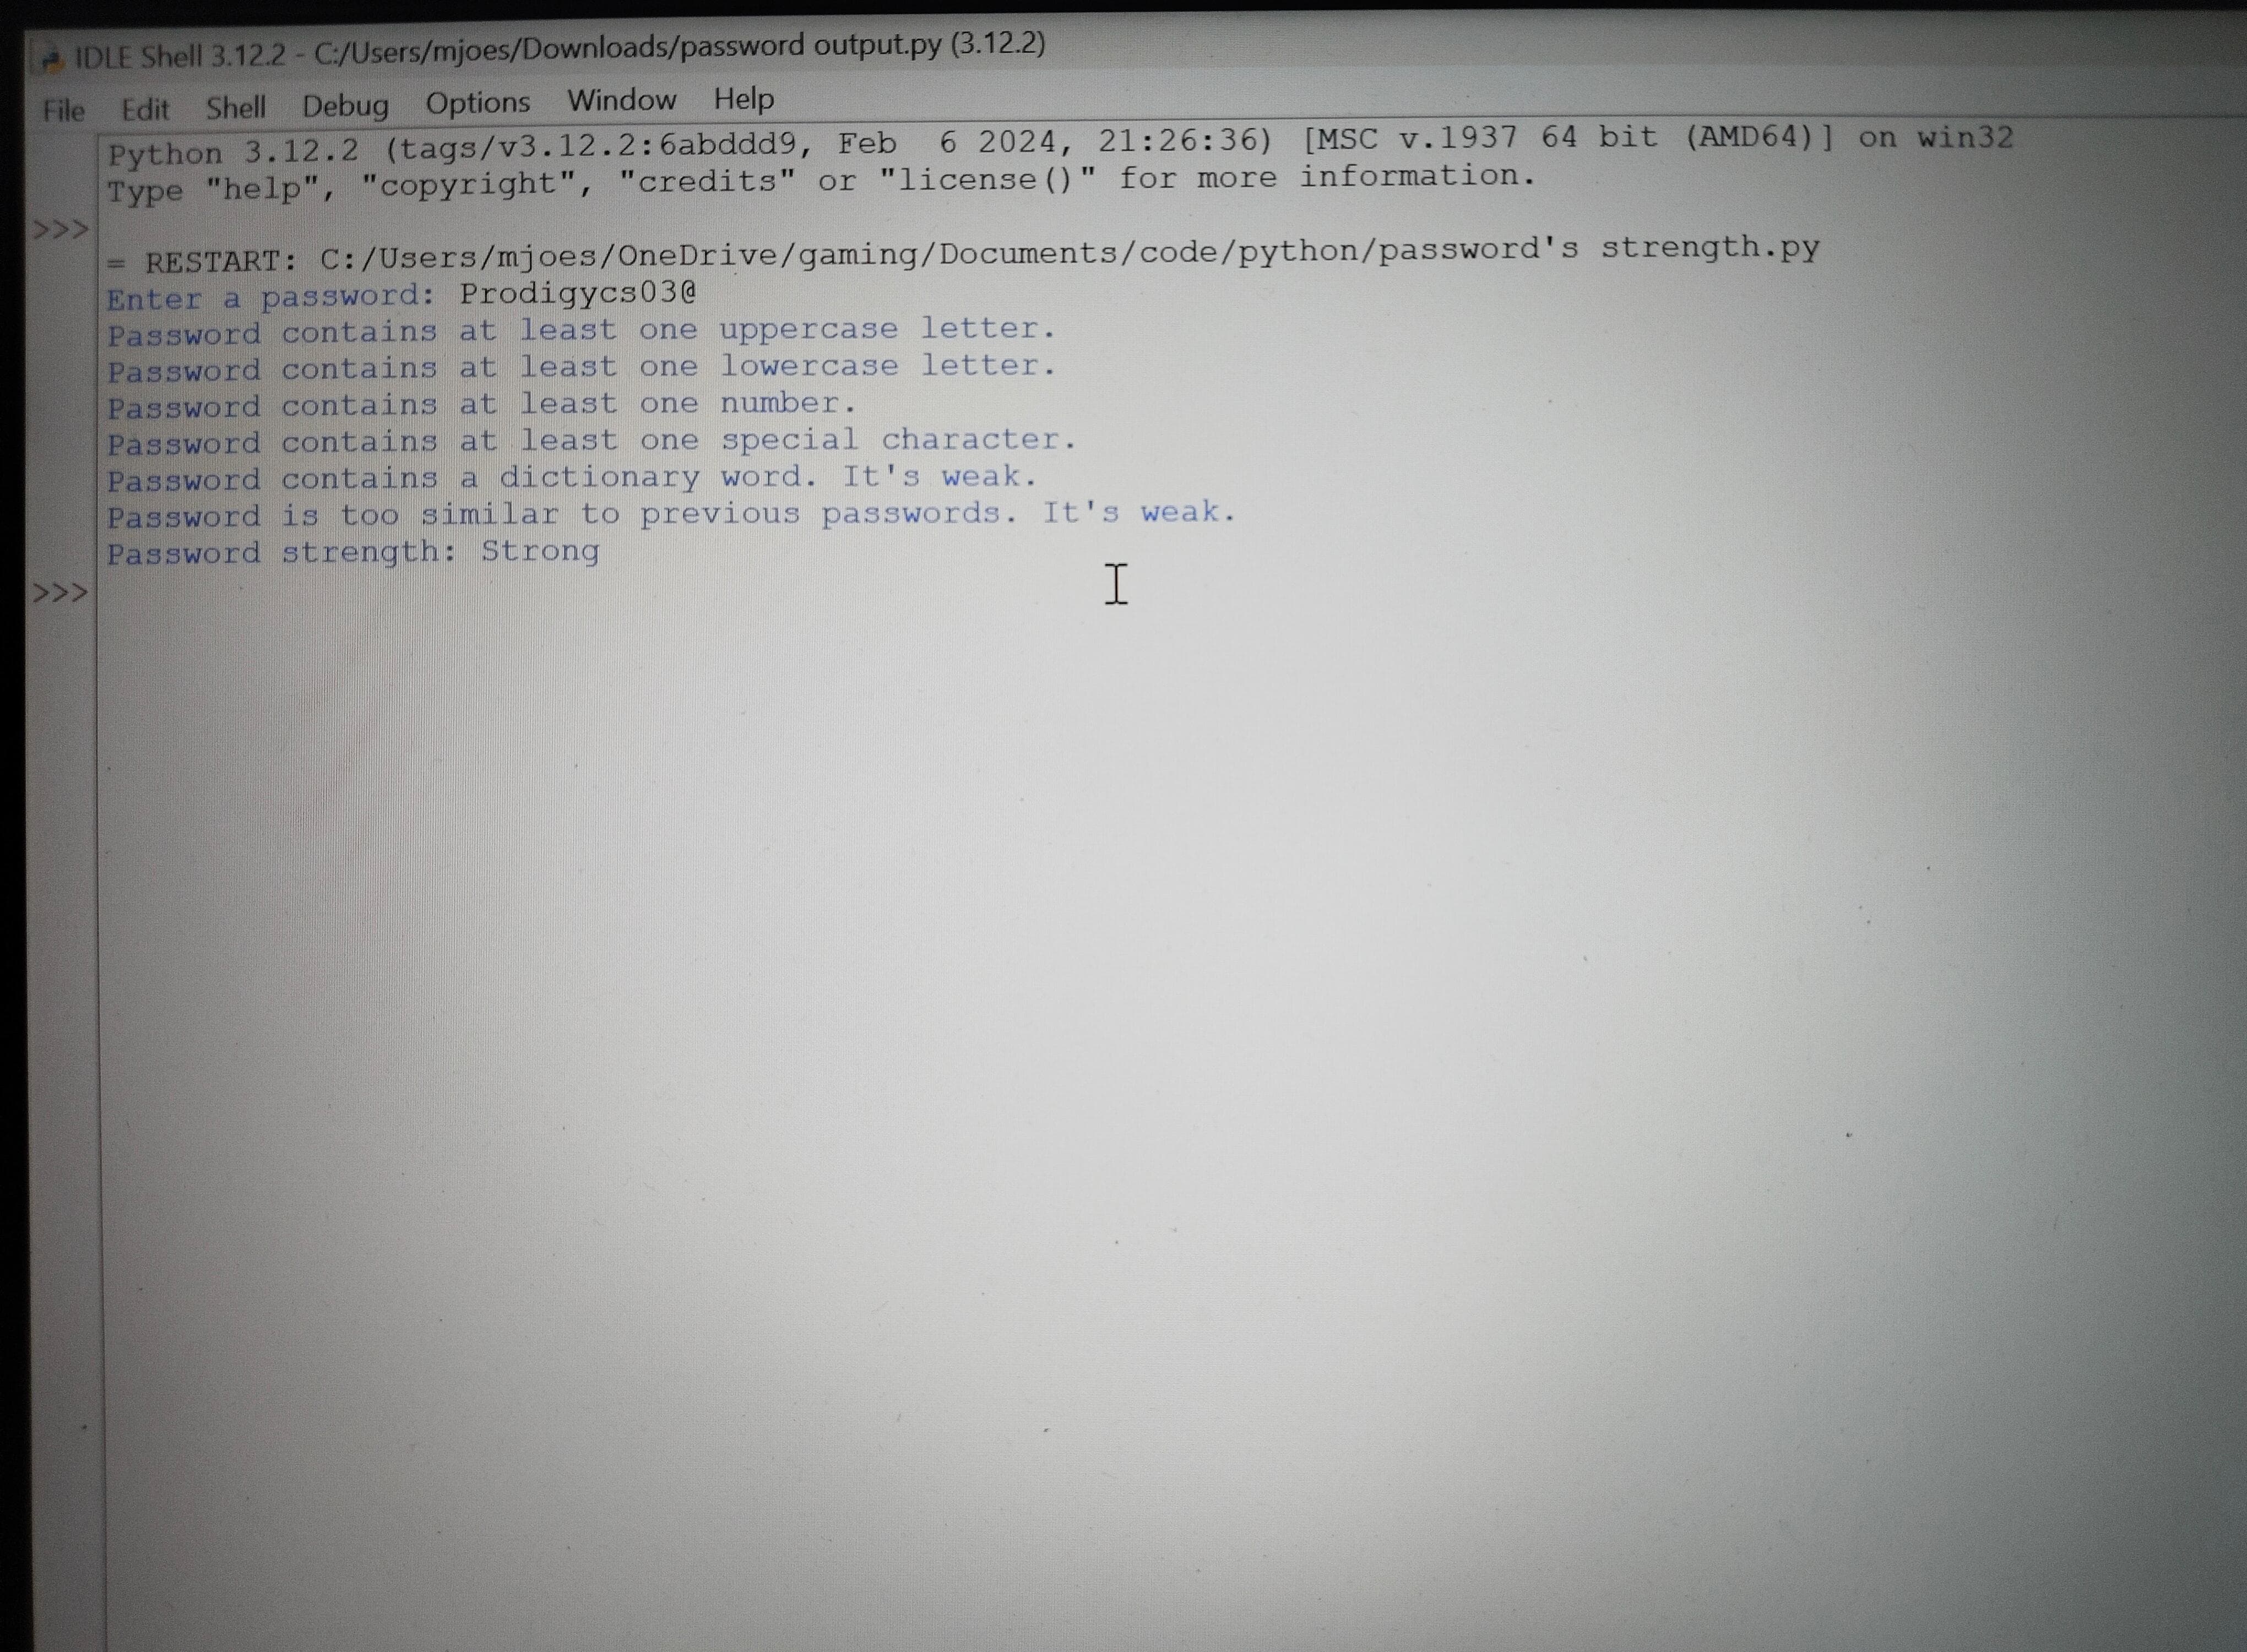 IDLE Shell 3.12.2 - C:/Users/mjoes/Downloads/password output.py (3.12.2)
File Edit Shell Debug Options Window Help
Python 3.12.2 (tags/v3.12.2:6abddd9, Feb  6 2024, 21:26:36) [MSC v.1937 64 bit (AMD64)] on win32
Type "help", "copyright", "credits" or "license()" for more information.
>>>
= RESTART: C:/Users/mjoes/OneDrive/gaming/Documents/code/python/password's strength.py
Enter a password: Prodigycs03@
Password contains at least one uppercase letter.
Password contains at least one lowercase letter.
Password contains at least one number.
Password contains at least one special character.
Password contains a dictionary word. It's weak.
Password is too similar to previous passwords. It's weak.
Password strength: Strong
>>>